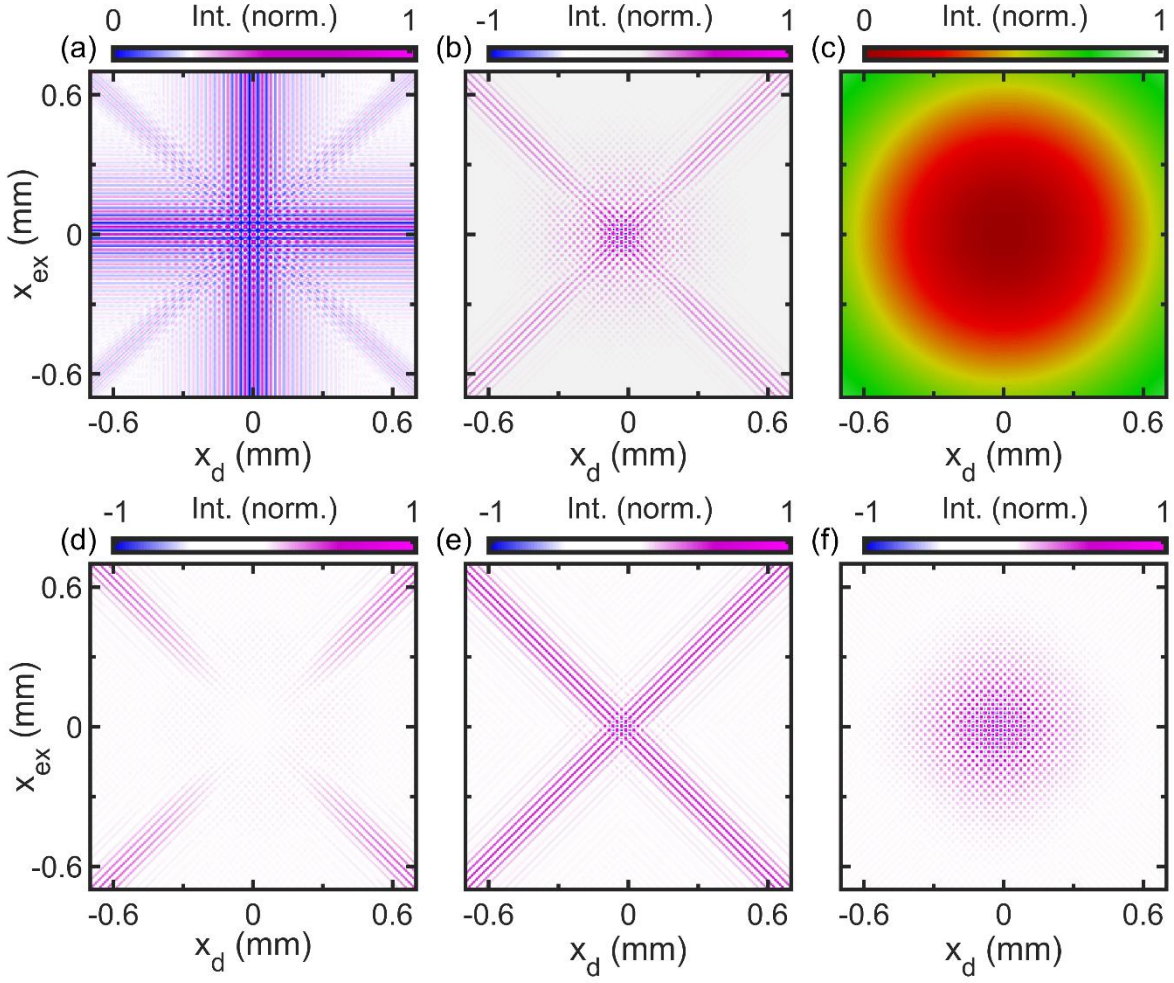 Int. (norm.) Int. (norm.) Int. (norm.)
0 1 -1 1 0 1
(a) (b) (c)
0.6
0
-0.6
x_ex (mm)
-0.6 0 0.6 -0.6 0 0.6 -0.6 0 0.6
x_d (mm) x_d (mm) x_d (mm)
Int. (norm.) Int. (norm.) Int. (norm.)
-1 1 -1 1 -1 1
(d) (e) (f)
0.6
0
-0.6
x_ex (mm)
-0.6 0 0.6 -0.6 0 0.6 -0.6 0 0.6
x_d (mm) x_d (mm) x_d (mm)